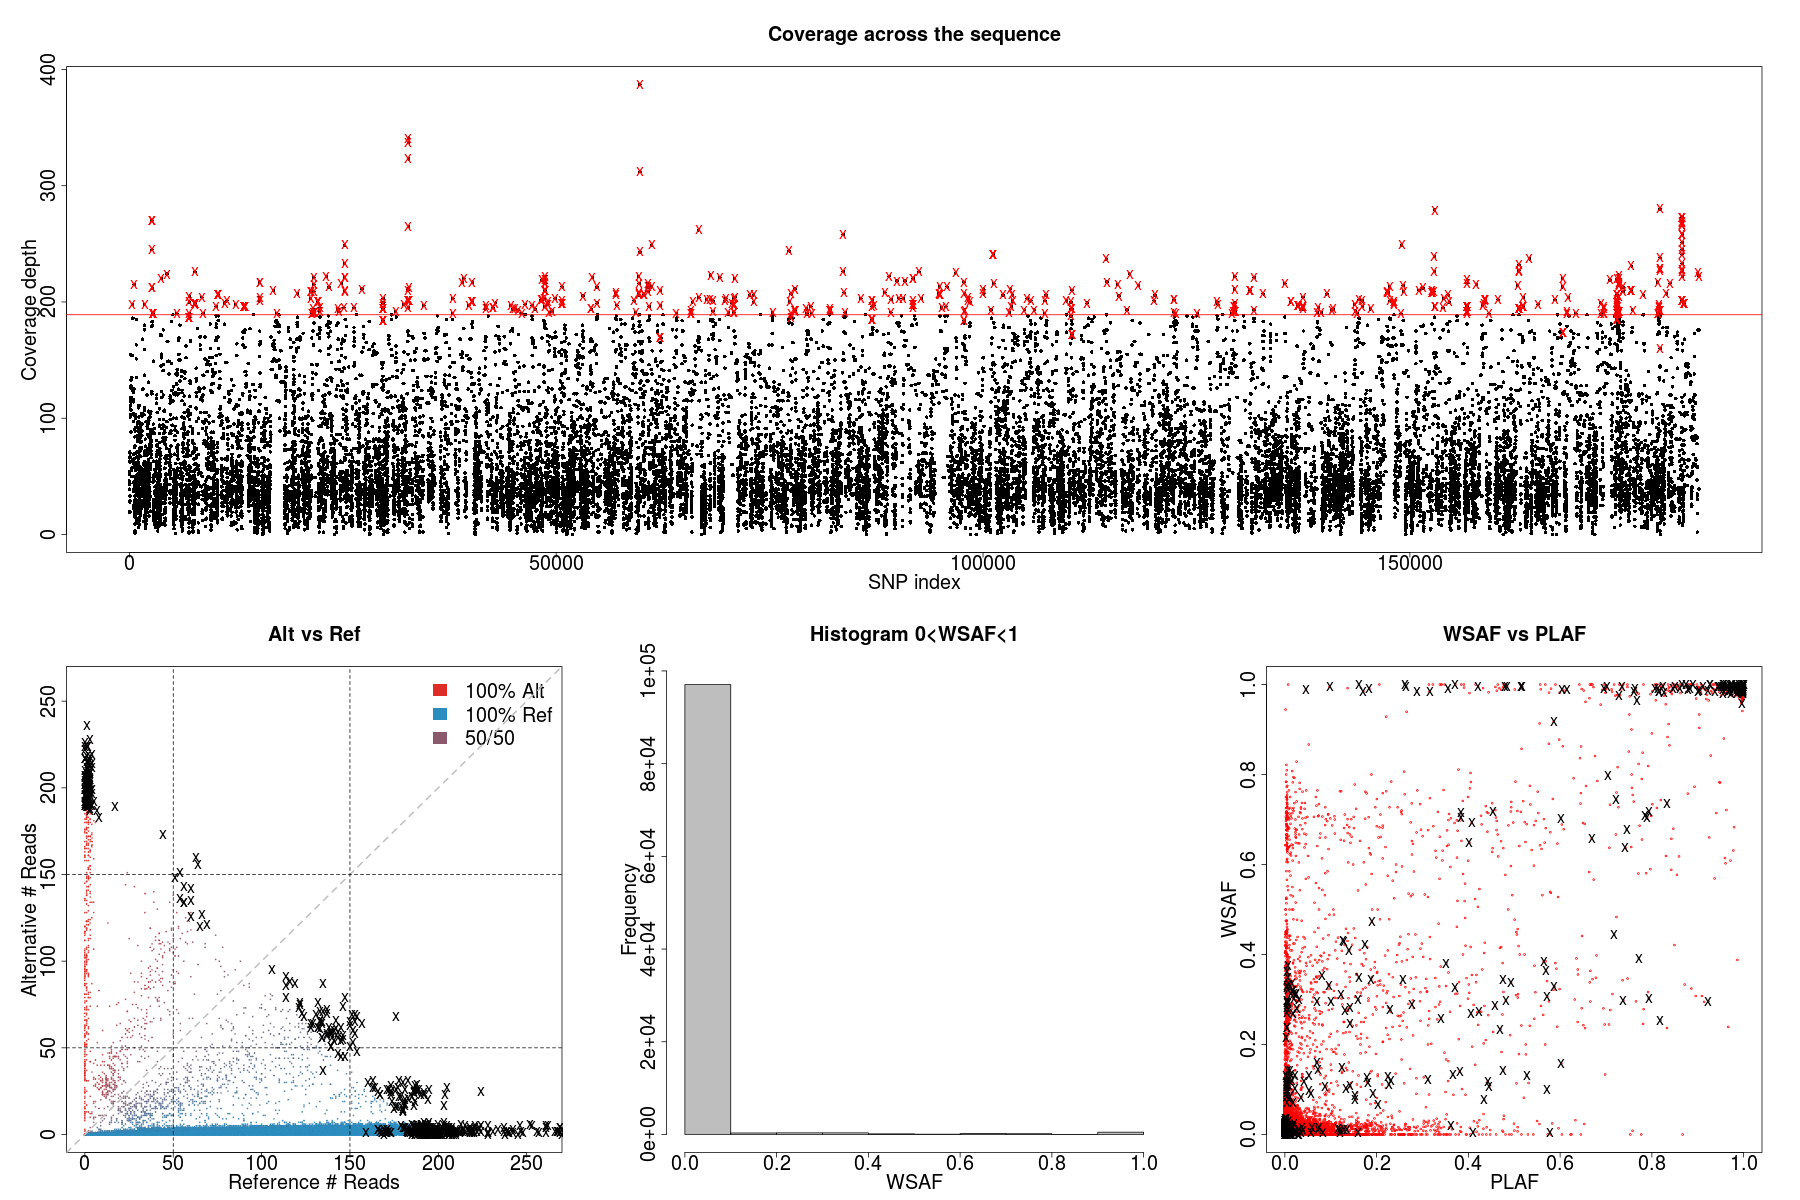 Coverage across the sequence
Coverage depth
400
300
200
100
0
0 50000 100000 150000
SNP index
Alt vs Ref
Alternative # Reads
250
200
150
100
50
0
100% Alt
100% Ref
50/50
0 50 100 150 200 250
Reference # Reads
Histogram 0<WSAF<1
Frequency
1e+05
8e+04
6e+04
4e+04
2e+04
0e+00
0.0 0.2 0.4 0.6 0.8 1.0
WSAF
WSAF vs PLAF
WSAF
1.0
0.8
0.6
0.4
0.2
0.0
0.0 0.2 0.4 0.6 0.8 1.0
PLAF